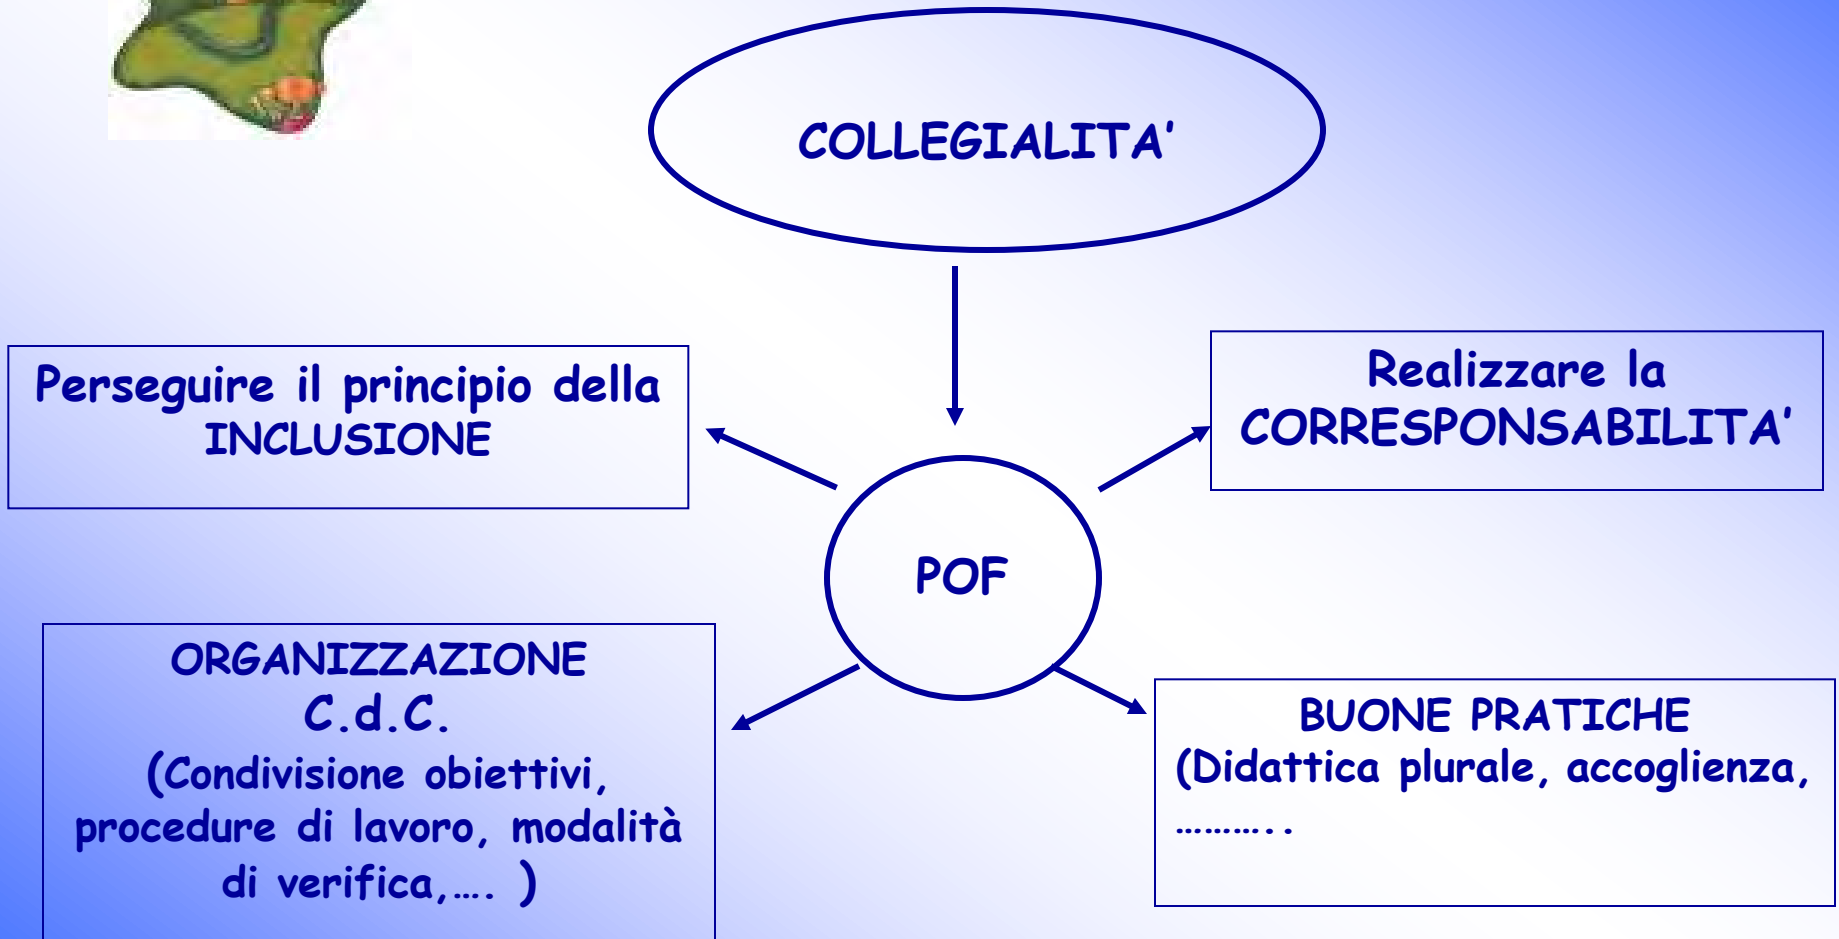 COLLEGIALITA’
Perseguire il principio della
INCLUSIONE
Realizzare la
CORRESPONSABILITA’
POF
ORGANIZZAZIONE
C.d.C.
(Condivisione obiettivi,
procedure di lavoro, modalità
di verifica,…. )
BUONE PRATICHE
(Didattica plurale, accoglienza,
………..